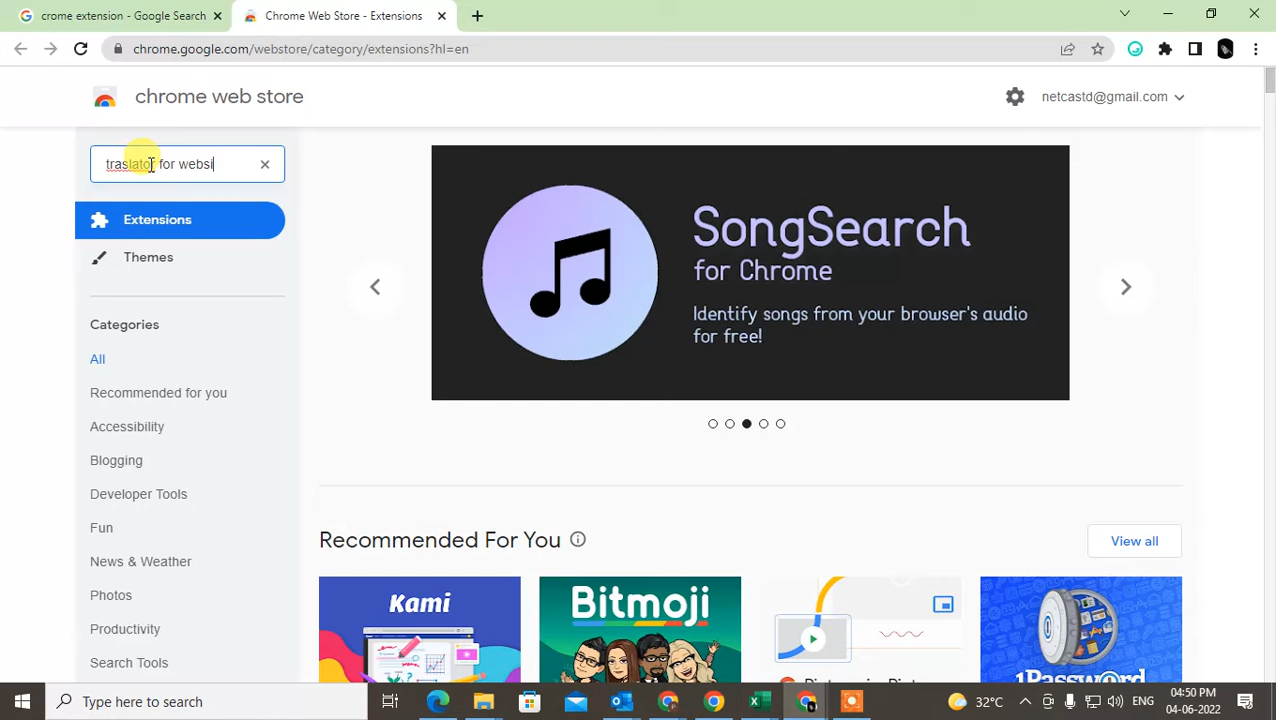 crome extension - Google Search
Chrome Web Store - Extensions
chrome.google.com/webstore/category/extensions?hl=en
chrome web store
netcastd@gmail.com
traslator for websi
Extensions
Themes
Categories
All
Recommended for you
Accessibility
Blogging
Developer Tools
Fun
News & Weather
Photos
Productivity
Search Tools
SongSearch
for Chrome
Identify songs from your browser's audio
for free!
Recommended For You
View all
Kami
Bitmoji
1Password
Type here to search
32°C
ENG
04:50 PM
04-06-2022